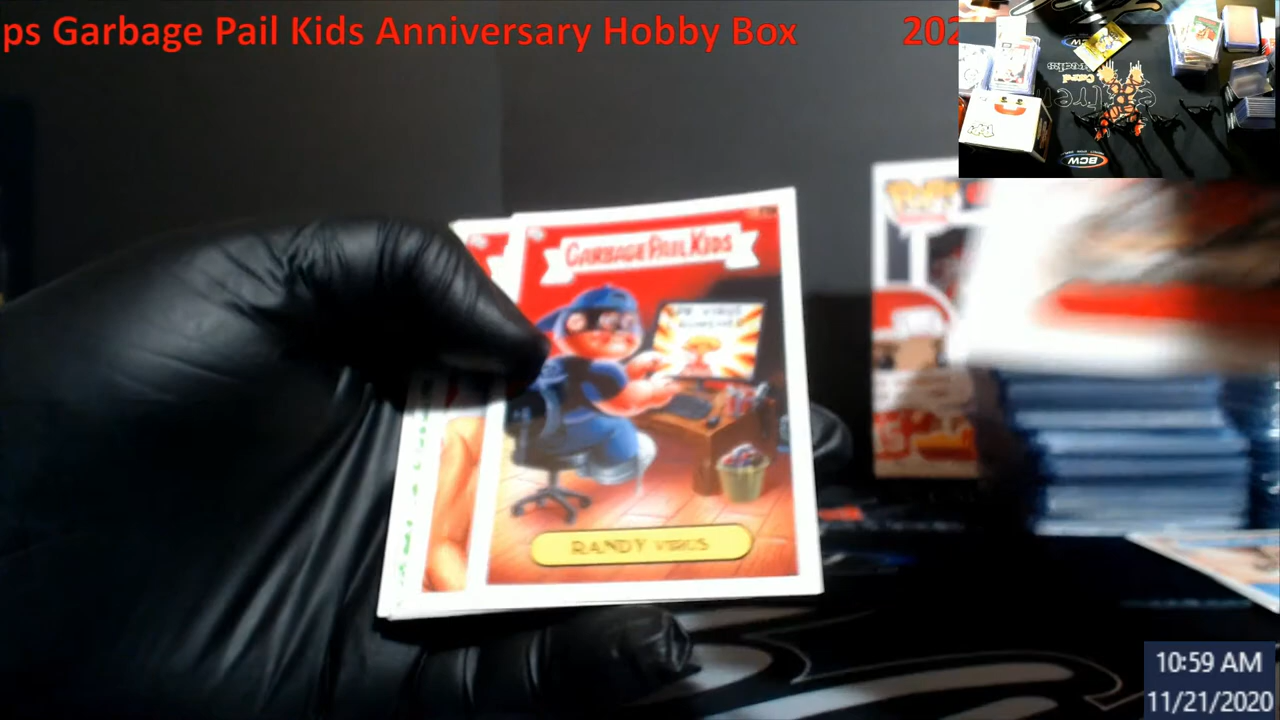 ps Garbage Pail Kids Anniversary Hobby Box 202
GARBAGE PAIL KIDS
RANDY VIRUS
BCW
10:59 AM
11/21/2020